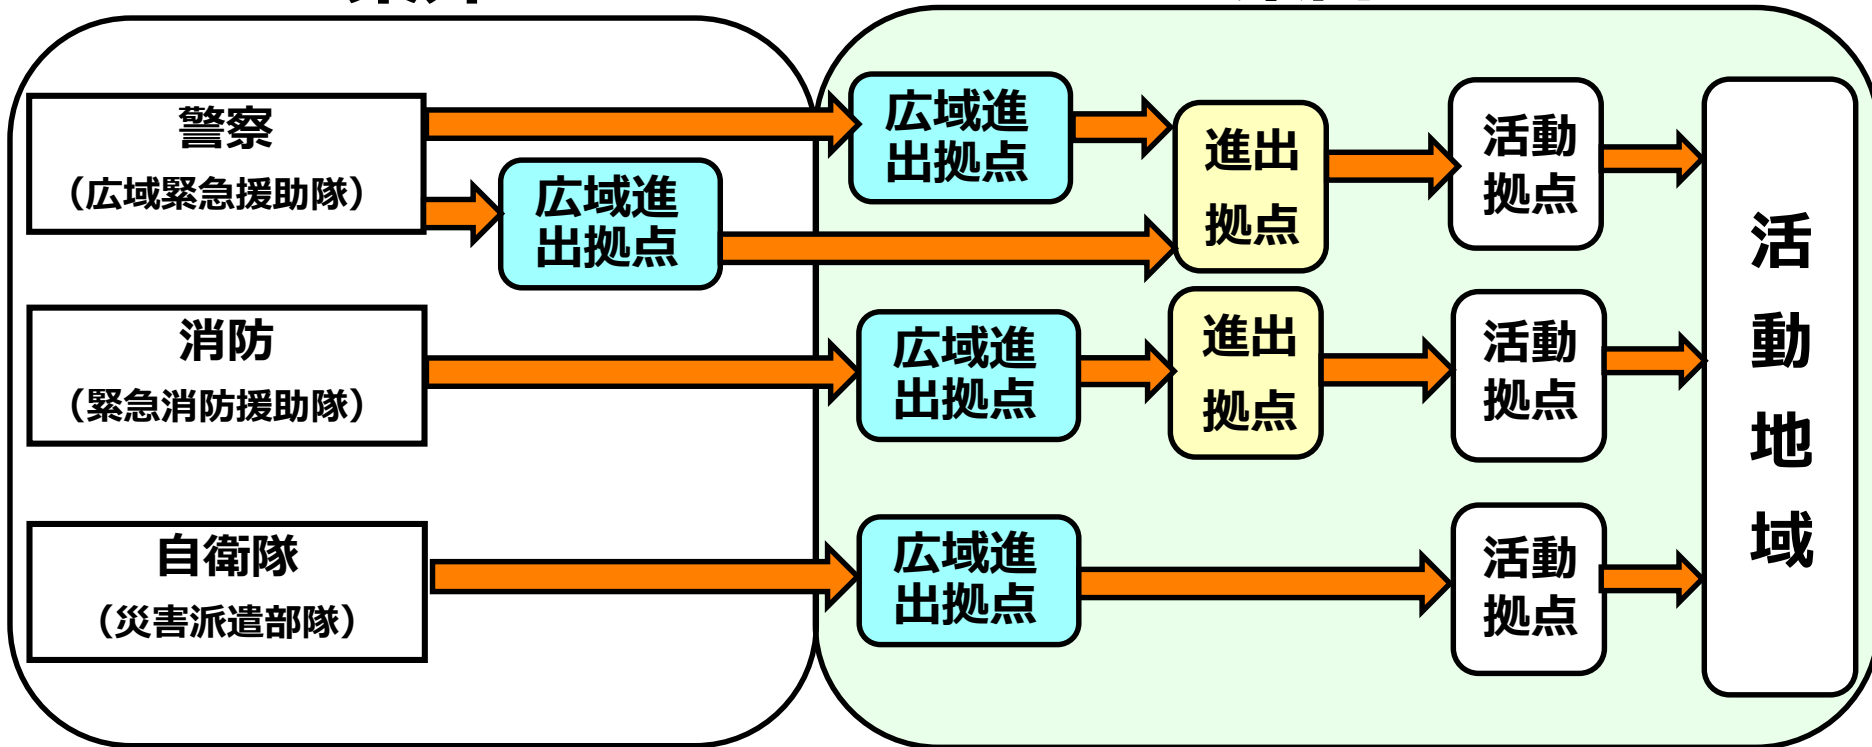 警察
（広域緊急援助隊）
広域進
出拠点
広域進
出拠点
進出
拠点
活動
拠点
消防
（緊急消防援助隊）
広域進
出拠点
進出
拠点
活動
拠点
自衛隊
（災害派遣部隊）
広域進
出拠点
活動
拠点
活動地域